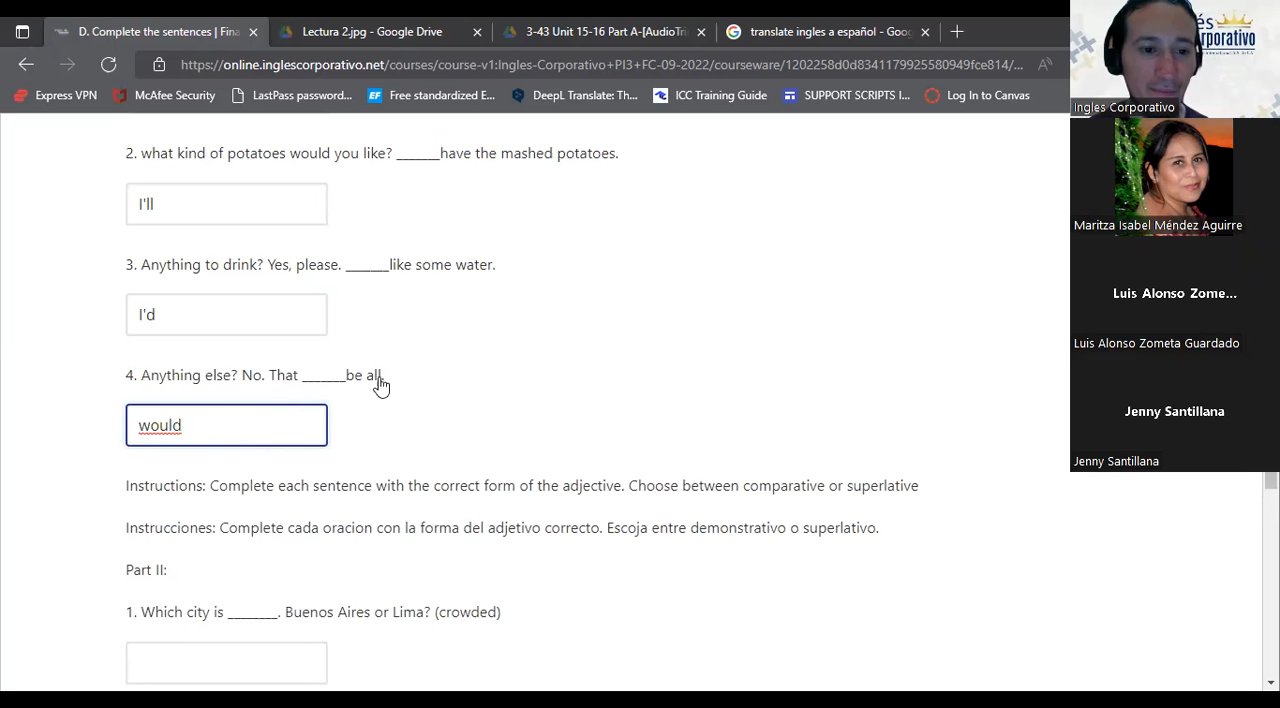 D. Complete the sentences | Fina
Lectura 2.jpg - Google Drive
3-43 Unit 15-16 Part A-[AudioTri
translate ingles a español - Goog
https://online.inglescorporativo.net/courses/course-v1:Ingles-Corporativo+PI3+FC-09-2022/courseware/120c258d0d8341179925580949fce814/...
Express VPN
McAfee Security
LastPass password...
Free standardized E...
DeepL Translate: Th...
ICC Training Guide
SUPPORT SCRIPTS I...
Log In to Canvas
2. what kind of potatoes would you like? _______have the mashed potatoes.
I'll
3. Anything to drink? Yes, please. _______like some water.
I'd
4. Anything else? No. That _______be all.
would
Instructions: Complete each sentence with the correct form of the adjective. Choose between comparative or superlative
Instrucciones: Complete cada oracion con la forma del adjetivo correcto. Escoja entre demonstrativo o superlativo.
Part II:
1. Which city is ________. Buenos Aires or Lima? (crowded)
Ingles Corporativo
Maritza Isabel Méndez Aguirre
Luis Alonso Zome...
Luis Alonso Zometa Guardado
Jenny Santillana
Jenny Santillana